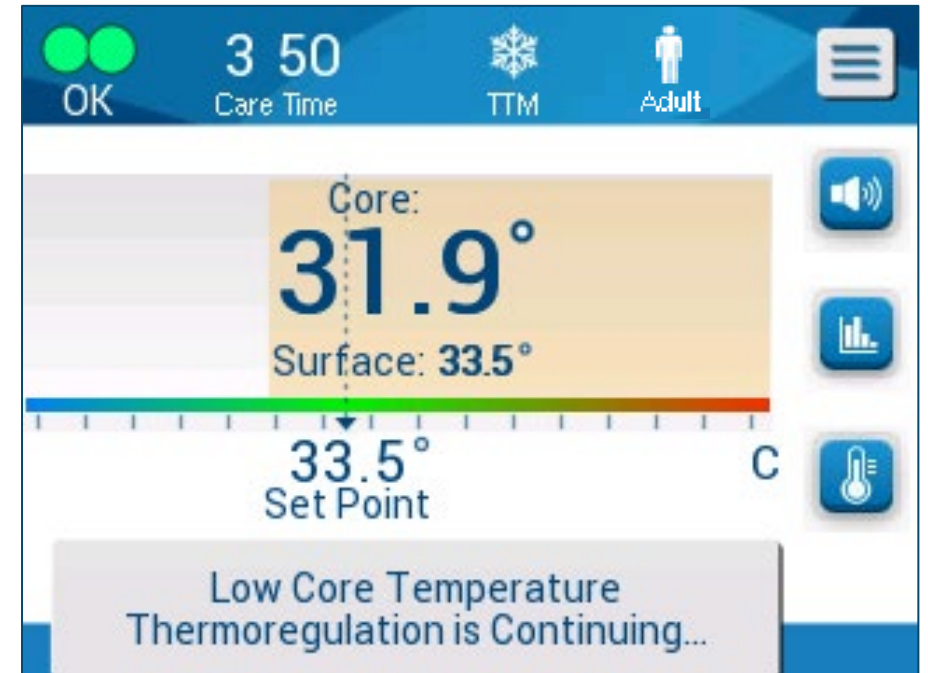 OK
3 50
Care Time
TTM
Adult
Core:
31.9°
Surface: 33.5°
33.5°
Set Point
C
Low Core Temperature
Thermoregulation is Continuing...